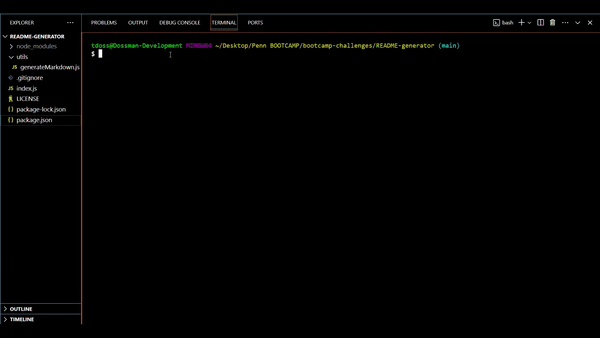 EXPLORER
PROBLEMS OUTPUT DEBUG CONSOLE TERMINAL PORTS
bash
README-GENERATOR
node_modules
utils
JS generateMarkdown.js
.gitignore
JS index.js
LICENSE
{} package-lock.json
{} package.json
tdoss@Dossman-Development MINGW64 ~/Desktop/Penn BOOTCAMP/bootcamp-challenges/README-generator (main)
$
OUTLINE
TIMELINE